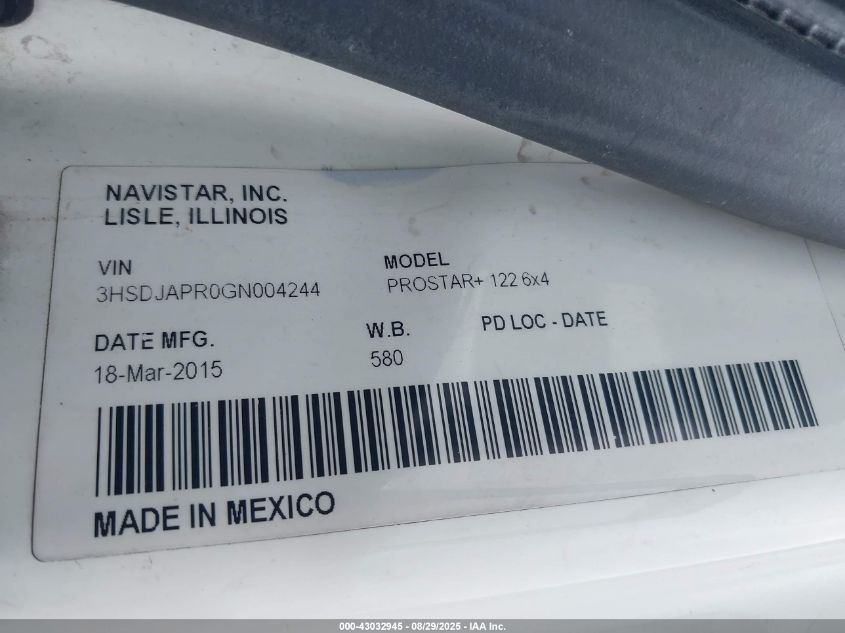 NAVISTAR, INC.
LISLE, ILLINOIS
VIN
3HSDJAPR0GN004244
MODEL
PROSTAR+ 122 6x4
DATE MFG.
18-Mar-2015
W.B.
580
PD LOC - DATE
MADE IN MEXICO
000-43032945 - 08/29/2025 - IAA Inc.